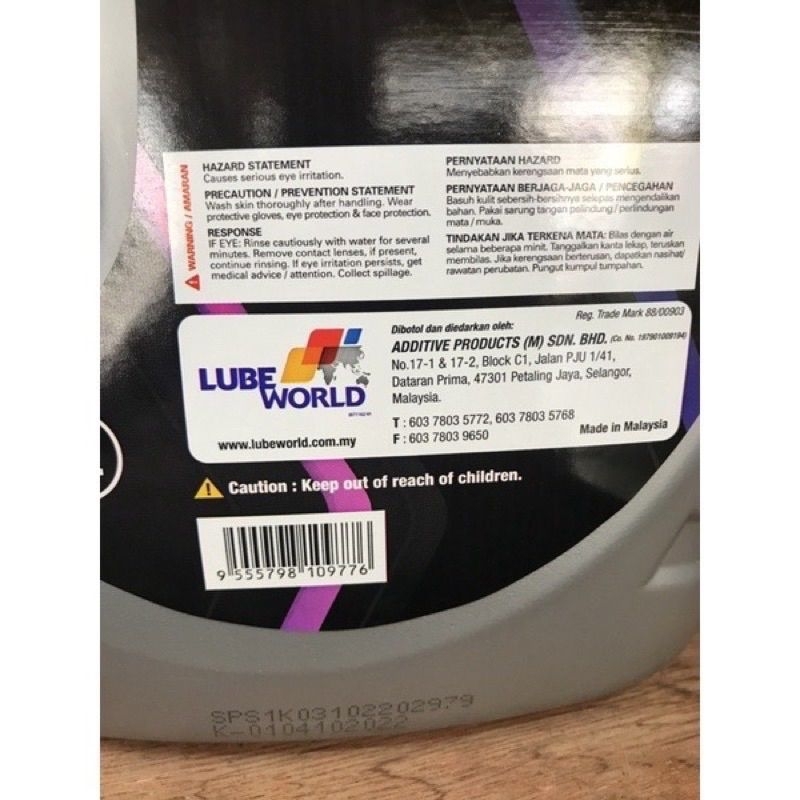 WARNING / AMARAN
HAZARD STATEMENT
Causes serious eye irritation.
PRECAUTION / PREVENTION STATEMENT
Wash skin thoroughly after handling. Wear
protective gloves, eye protection & face protection.
RESPONSE
IF EYE: Rinse cautiously with water for several
minutes. Remove contact lenses, if present,
continue rinsing. If eye irritation persists, get
medical advice / attention. Collect spillage.
PERNYATAAN HAZARD
Menyebabkan kerengsaan mata yang serius.
PERNYATAAN BERJAGA-JAGA / PENCEGAHAN
Basuh kulit sebersih-bersihnya selepas mengendalikan
bahan. Pakai sarung tangan pelindung / perlindungan
mata / muka.
TINDAKAN JIKA TERKENA MATA: Bilas dengan air
selama beberapa minit. Tanggalkan kanta lekap, teruskan
membilas. Jika kerengsaan berterusan, dapatkan nasihat/
rawatan perubatan. Pungut kumpul tumpahan.
LUBE
WORLD
www.lubeworld.com.my
Reg. Trade Mark 88/00903
Dibotol dan diedarkan oleh:
ADDITIVE PRODUCTS (M) SDN. BHD. (Co. No. 197901009194)
No.17-1 & 17-2, Block C1, Jalan PJU 1/41,
Dataran Prima, 47301 Petaling Jaya, Selangor,
Malaysia.
T : 603 7803 5772, 603 7803 5768
F : 603 7803 9650
Made in Malaysia
Caution : Keep out of reach of children.
9 555798 109776
SPS1K03102202979
K-0104102022